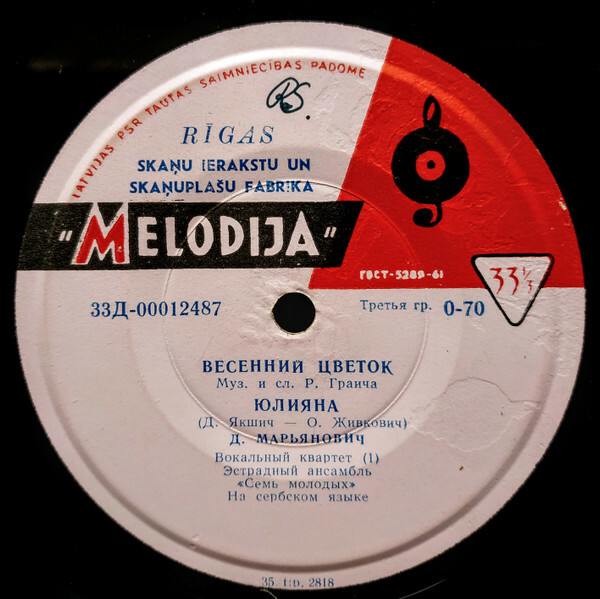 LATVIJAS PSR TAUTAS SAIMNIECĪBAS PADOME
RĪGAS
SKAŅU IERAKSTU UN
SKAŅUPLAŠU FABRIKA
"MELODIJA"
ГОСТ-5289-61
33⅓
33Д-00012487
Третья гр. 0-70
ВЕСЕННИЙ ЦВЕТОК
Муз. и сл. Р. Граича
ЮЛИЯНА
(Д. Якшич — О. Живкович)
Д. МАРЬЯНОВИЧ
Вокальный квартет (1)
Эстрадный ансамбль
«Семь молодых»
На сербском языке
35. t:p. 2818